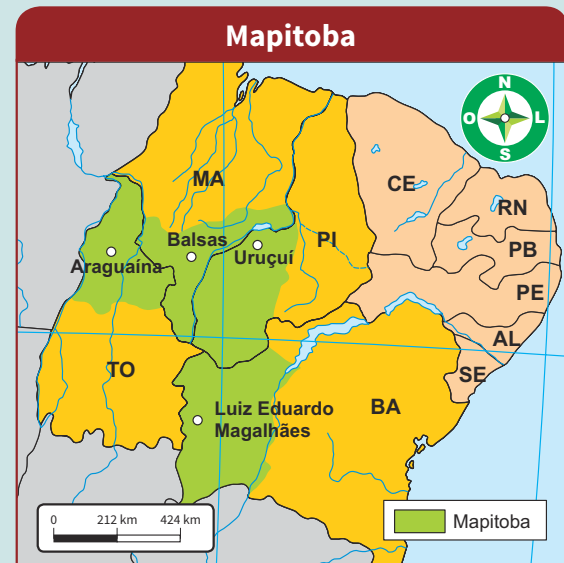 Mapitoba
N
O
L
S
MA
CE
RN
PI
PB
PE
AL
SE
Araguaína
Balsas
Uruçuí
TO
BA
Luiz Eduardo
Magalhães
0 212 km 424 km
Mapitoba